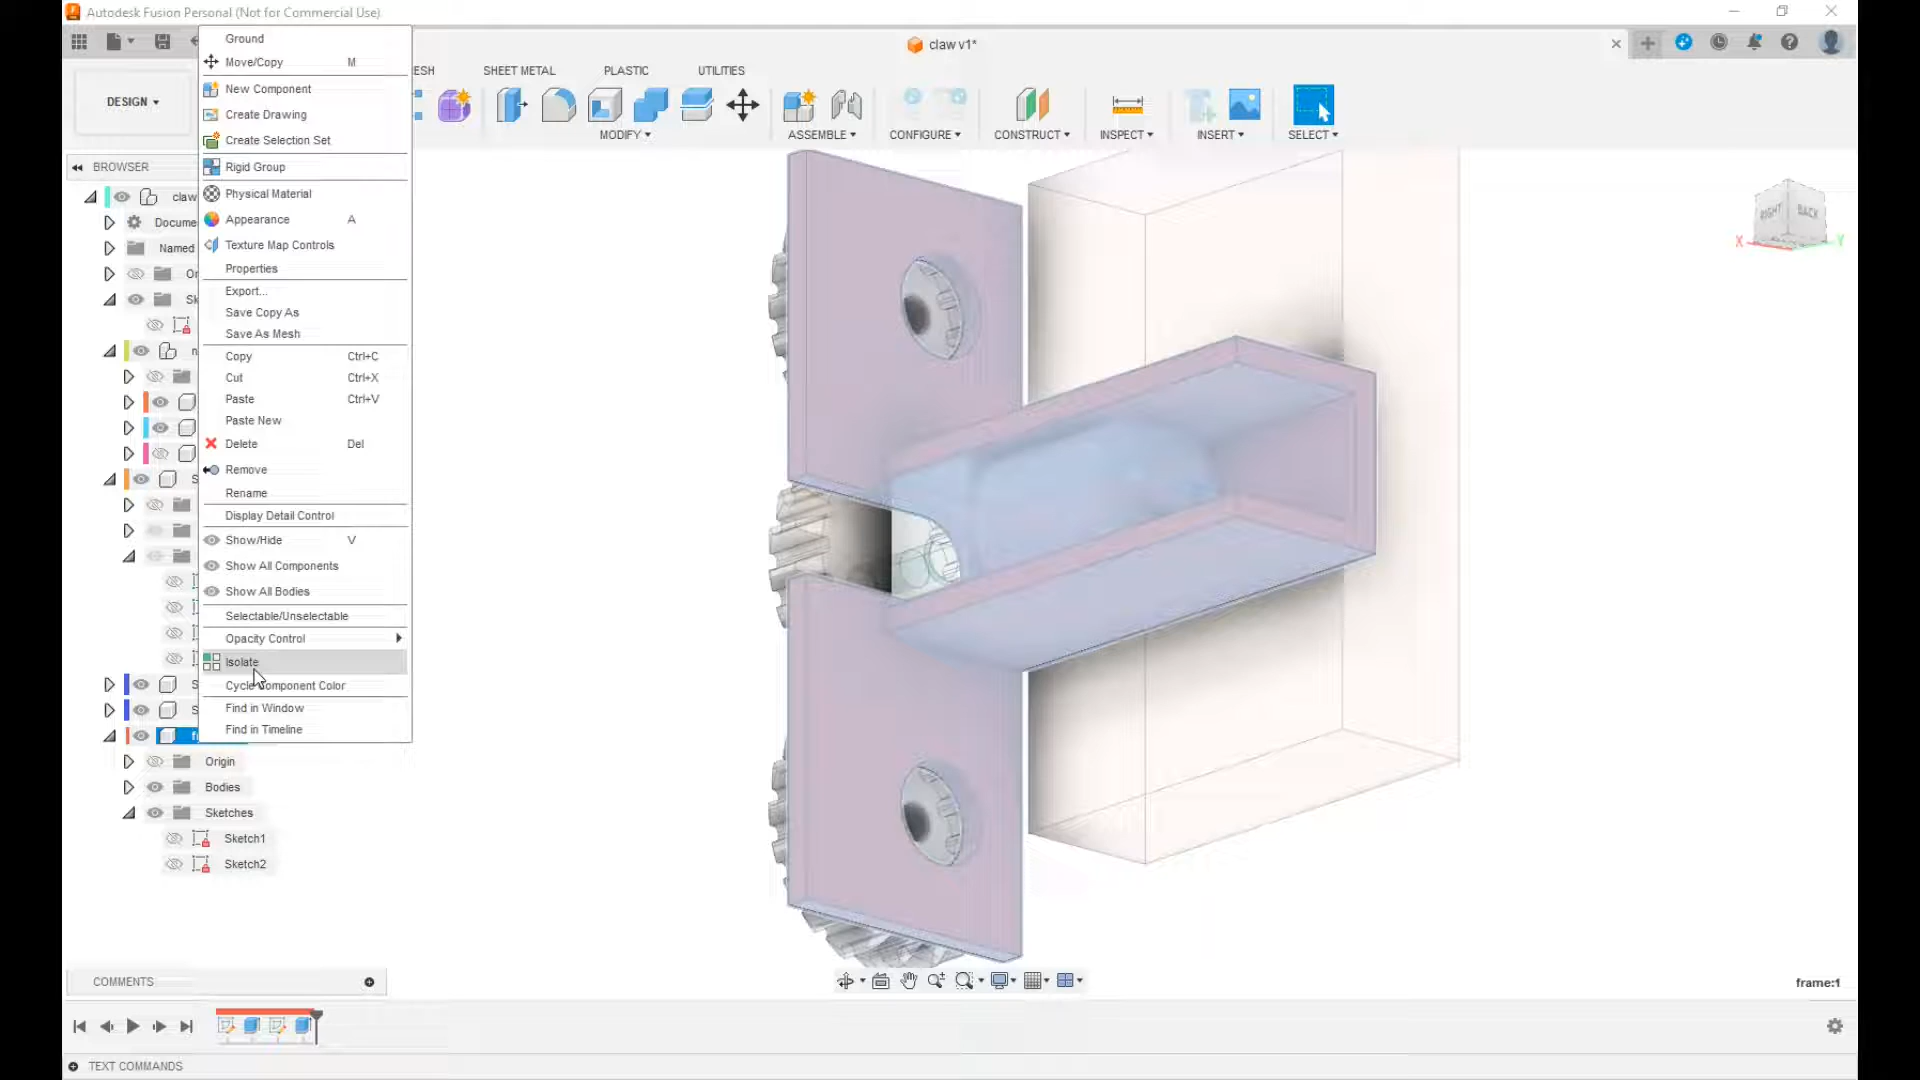 Autodesk Fusion Personal (Not for Commercial Use)
claw v1*
DESIGN
SHEET METAL
PLASTIC
UTILITIES
MODIFY
ASSEMBLE
CONFIGURE
CONSTRUCT
INSPECT
INSERT
SELECT
BROWSER
claw
Docume
Named
Ground
Move/Copy M
New Component
Create Drawing
Create Selection Set
Rigid Group
Physical Material
Appearance A
Texture Map Controls
Properties
Export...
Save Copy As
Save As Mesh
Copy Ctrl+C
Cut Ctrl+X
Paste Ctrl+V
Paste New
Delete Del
Remove
Rename
Display Detail Control
Show/Hide V
Show All Components
Show All Bodies
Selectable/Unselectable
Opacity Control
Isolate
Cycle Component Color
Find in Window
Find in Timeline
Origin
Bodies
Sketches
Sketch1
Sketch2
RIGHT BACK
X Y
COMMENTS
frame:1
TEXT COMMANDS